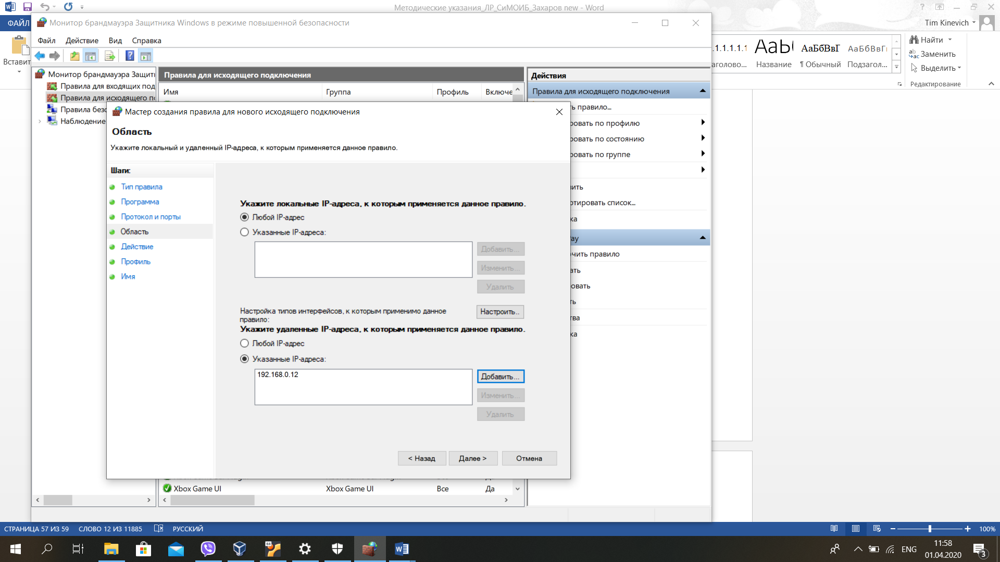 Методические указания_ЛР_СиМОИБ_Захаров new - Word
ФАЙЛ
Монитор брандмауэра Защитника Windows в режиме повышенной безопасности
Tim Kinevich
Файл Действие Вид Справка
Вставит
.1.1.1.1.1 АаБбВвГ
аголово... Название ¶ Обычный Подзагол...
Найти
Заменить
Выделить
Редактирование
Монитор брандмауэра Защити
Правила для входящих под
Правила для исходящего п
Правила безо
Наблюдение
Правила для исходящего подключения
Имя Группа Профиль Включе
Действия
Правила для исходящего подключения
ь правило...
ровать по профилю
ровать по состоянию
ровать по группе
вить
ртировать список...
ка
ay
чить правило
ать
овать
ть
тва
ка
Мастер создания правила для нового исходящего подключения
Область
Укажите локальный и удаленный IP-адреса, к которым применяется данное правило.
Шаги:
Тип правила
Программа
Протокол и порты
Область
Действие
Профиль
Имя
Укажите локальные IP-адреса, к которым применяется данное правило.
Любой IP-адрес
Указанные IP-адреса:
Добавить...
Изменить...
Удалить
Настройка типов интерфейсов, к которым применимо данное
правило:
Настроить..
Укажите удаленные IP-адреса, к которым применяется данное правило.
Любой IP-адрес
Указанные IP-адреса:
192.168.0.12
Добавить...
Изменить...
Удалить
< Назад Далее > Отмена
Xbox Game UI Xbox Game UI Все Да
СТРАНИЦА 57 ИЗ 59 СЛОВО 12 ИЗ 11885 РУССКИЙ
100%
64
ENG
11:58
01.04.2020
3